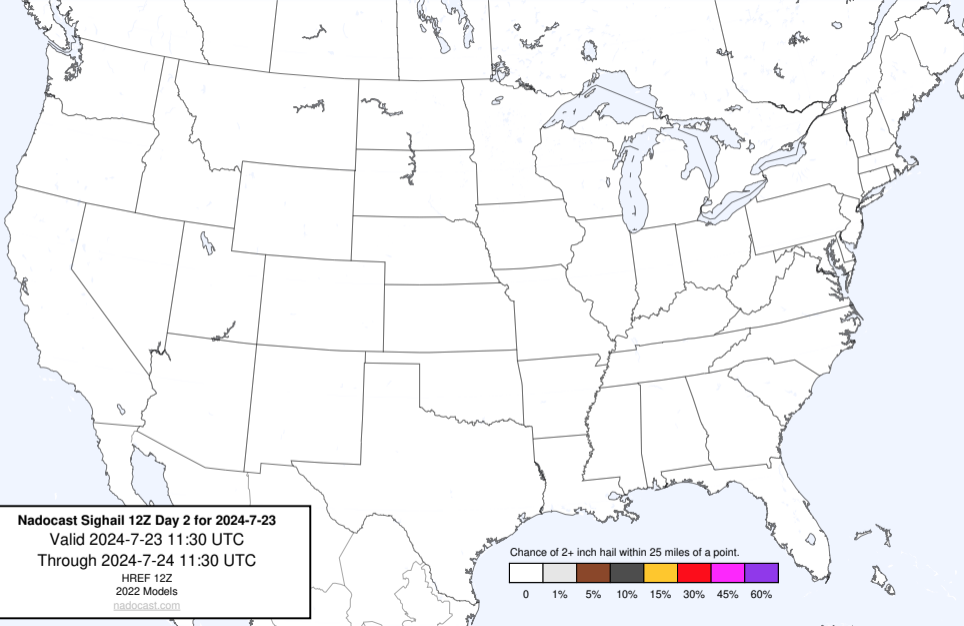 Nadocast Sighail 12Z Day 2 for 2024-7-23
Valid 2024-7-23 11:30 UTC
Through 2024-7-24 11:30 UTC
HREF 12Z
2022 Models
nadocast.com
Chance of 2+ inch hail within 25 miles of a point.
0 1% 5% 10% 15% 30% 45% 60%